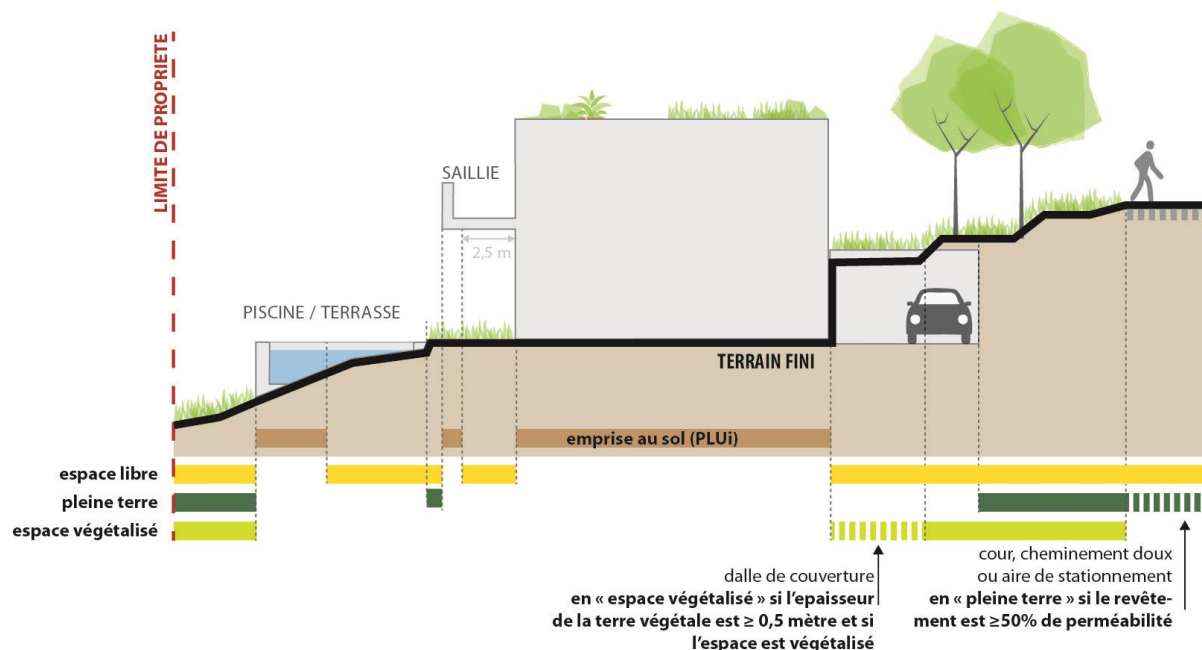 LIMITE DE PROPRIETE
SAILLIE
2,5 m
PISCINE / TERRASSE
TERRAIN FINI
emprise au sol (PLUi)
espace libre
pleine terre
espace végétalisé
dalle de couverture
en « espace végétalisé » si l'epaisseur
de la terre végétale est ≥ 0,5 mètre et si
l'espace est végétalisé
cour, cheminement doux
ou aire de stationnement
en « pleine terre » si le revête-
ment est ≥50% de perméabilité